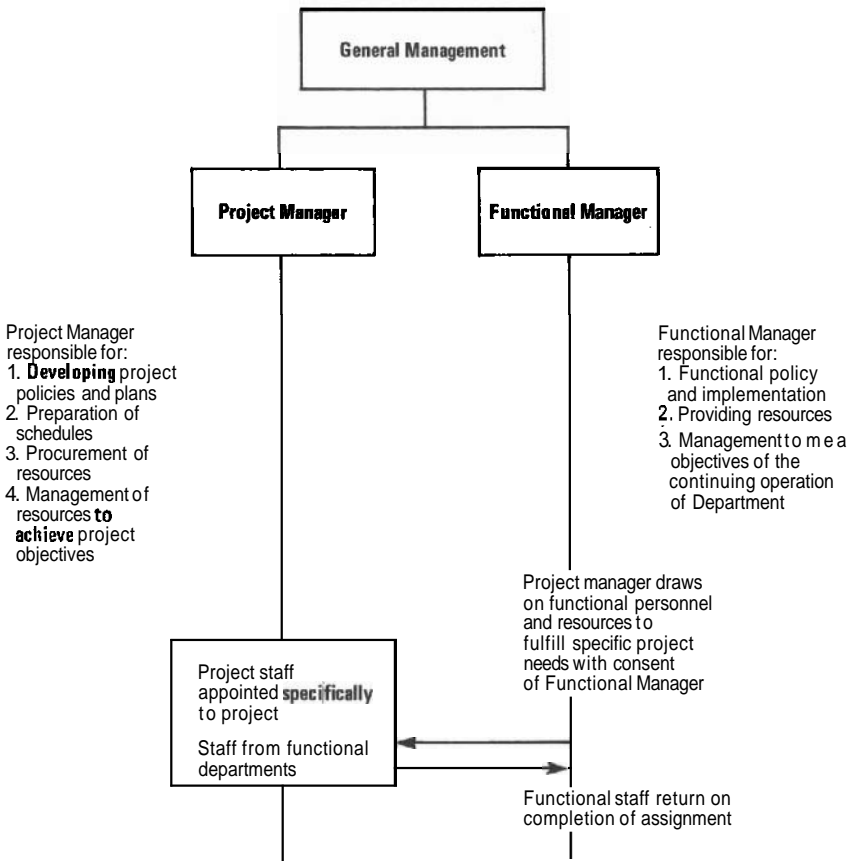 General Management
Project Manager
Functional Manager
Project Manager
responsible for:
1. Developing project
policies and plans
2. Preparation of
schedules
3. Procurement of
resources
4. Management of
resources to
achieve project
objectives
Functional Manager
responsible for:
1. Functional policy
and implementation
2. Providing resources
3. Management to me a
objectives of the
continuing operation
of Department
Project manager draws
on functional personnel
and resources to
fulfill specific project
needs with consent
of Functional Manager
Project staff
appointed specifically
to project
Staff from functional
departments
Functional staff return on
completion of assignment